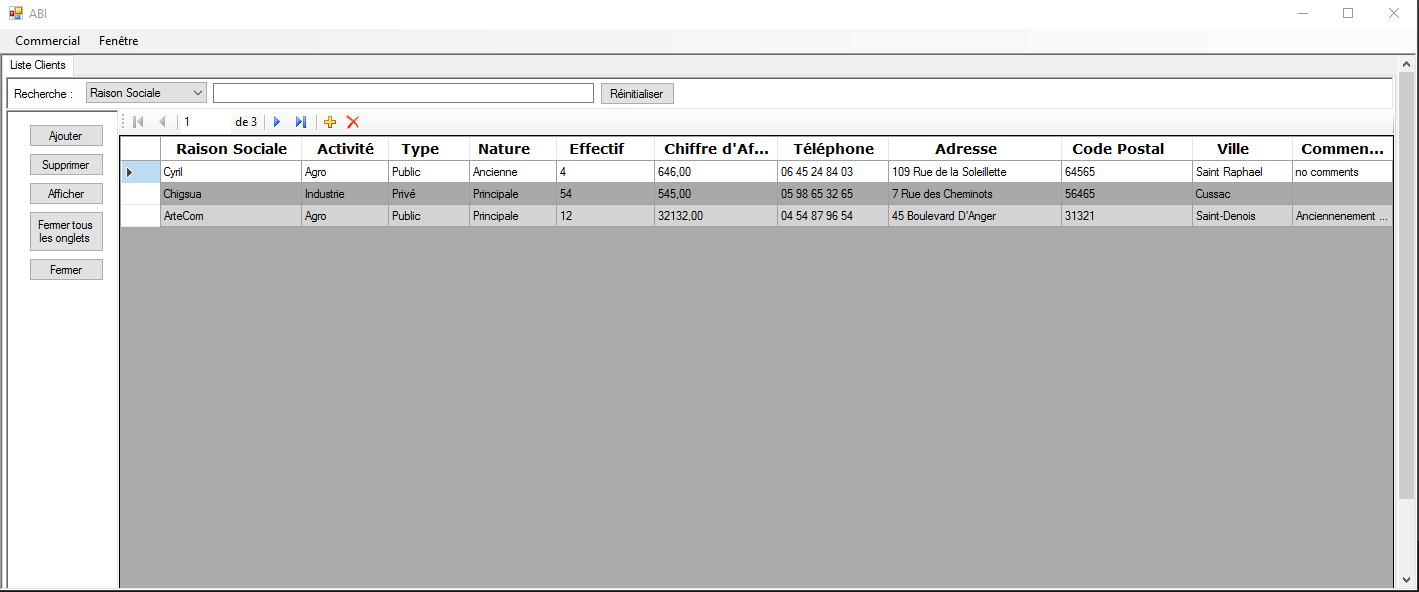 ABI
Commercial Fenêtre
Liste Clients
Recherche : Raison Sociale Réinitialiser
1 de 3
Ajouter
Supprimer
Afficher
Fermer tous
les onglets
Fermer
Raison Sociale Activité Type Nature Effectif Chiffre d'Af... Téléphone Adresse Code Postal Ville Commen...
Cyril Agro Public Ancienne 4 646,00 06 45 24 84 03 109 Rue de la Soleillette 64565 Saint Raphael no comments
Chigsua Industrie Privé Principale 54 545,00 05 98 65 32 65 7 Rue des Cheminots 56465 Cussac
ArteCom Agro Public Principale 12 32132,00 04 54 87 96 54 45 Boulevard D'Anger 31321 Saint-Denois Anciennenement ...